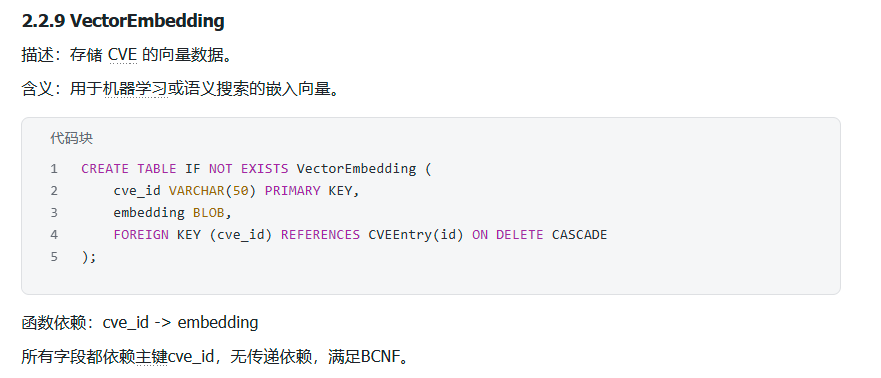 2.2.9 VectorEmbedding
描述：存储 CVE 的向量数据。
含义：用于机器学习或语义搜索的嵌入向量。
代码块
1 CREATE TABLE IF NOT EXISTS VectorEmbedding (
2     cve_id VARCHAR(50) PRIMARY KEY,
3     embedding BLOB,
4     FOREIGN KEY (cve_id) REFERENCES CVEEntry(id) ON DELETE CASCADE
5 );
函数依赖：cve_id -> embedding
所有字段都依赖主键cve_id，无传递依赖，满足BCNF。